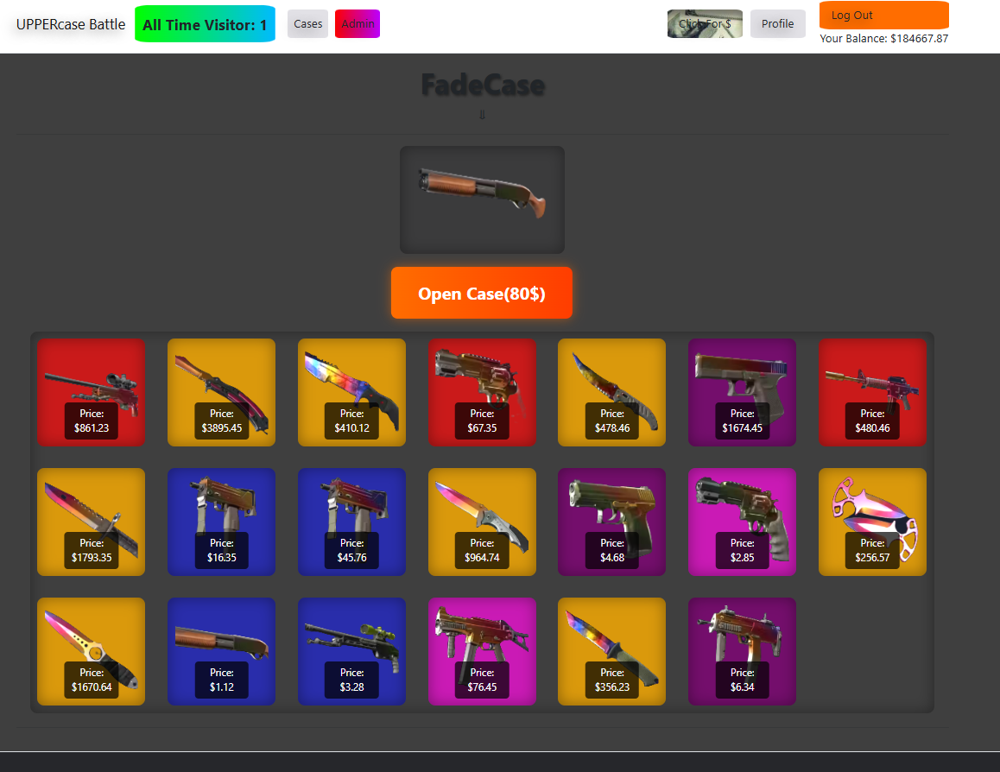 UPPERcase Battle
All Time Visitor: 1
Cases
Admin
Click For $
Profile
Log Out
Your Balance: $184667.87
FadeCase
⇩
Open Case(80$)
Price:
$861.23
Price:
$3895.45
Price:
$410.12
Price:
$67.35
Price:
$478.46
Price:
$1674.45
Price:
$480.46
Price:
$1793.35
Price:
$16.35
Price:
$45.76
Price:
$964.74
Price:
$4.68
Price:
$2.85
Price:
$256.57
Price:
$1670.64
Price:
$1.12
Price:
$3.28
Price:
$76.45
Price:
$356.23
Price:
$6.34